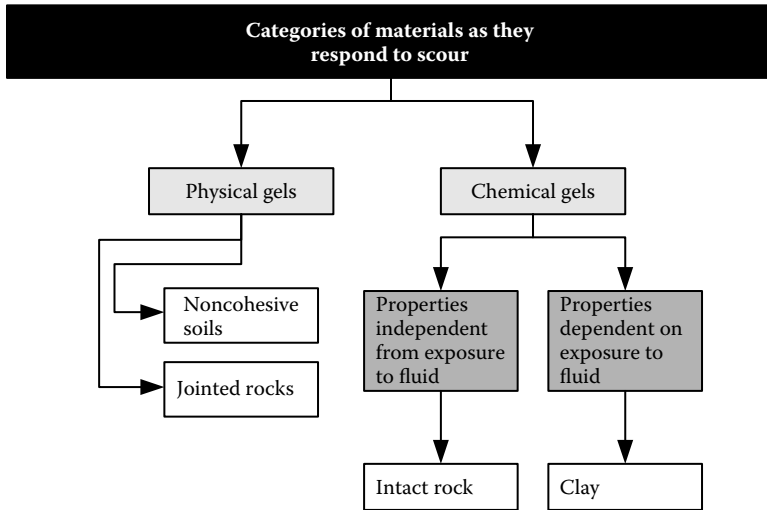 Categories of materials as they
respond to scour
Physical gels
Chemical gels
Noncohesive
soils
Jointed rocks
Properties
independent
from exposure
to fluid
Properties
dependent on
exposure to
fluid
Intact rock
Clay